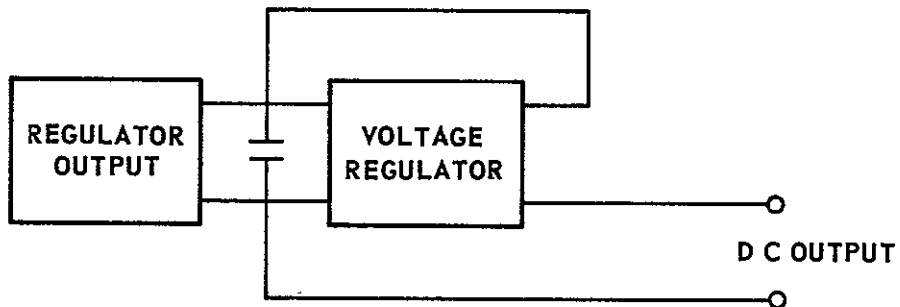 REGULATOR
OUTPUT
VOLTAGE
REGULATOR
D C OUTPUT